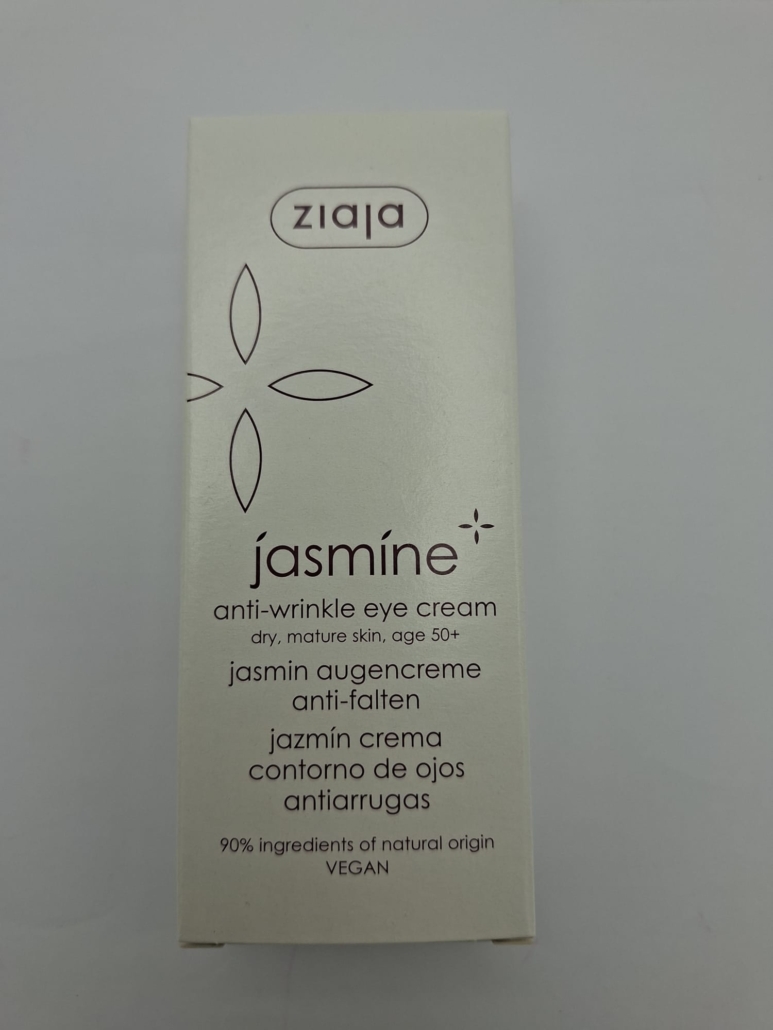 ziaja
jasmíne
anti-wrinkle eye cream
dry, mature skin, age 50+
jasmin augencreme
anti-falten
jazmín crema
contorno de ojos
antiarrugas
90% ingredients of natural origin
VEGAN